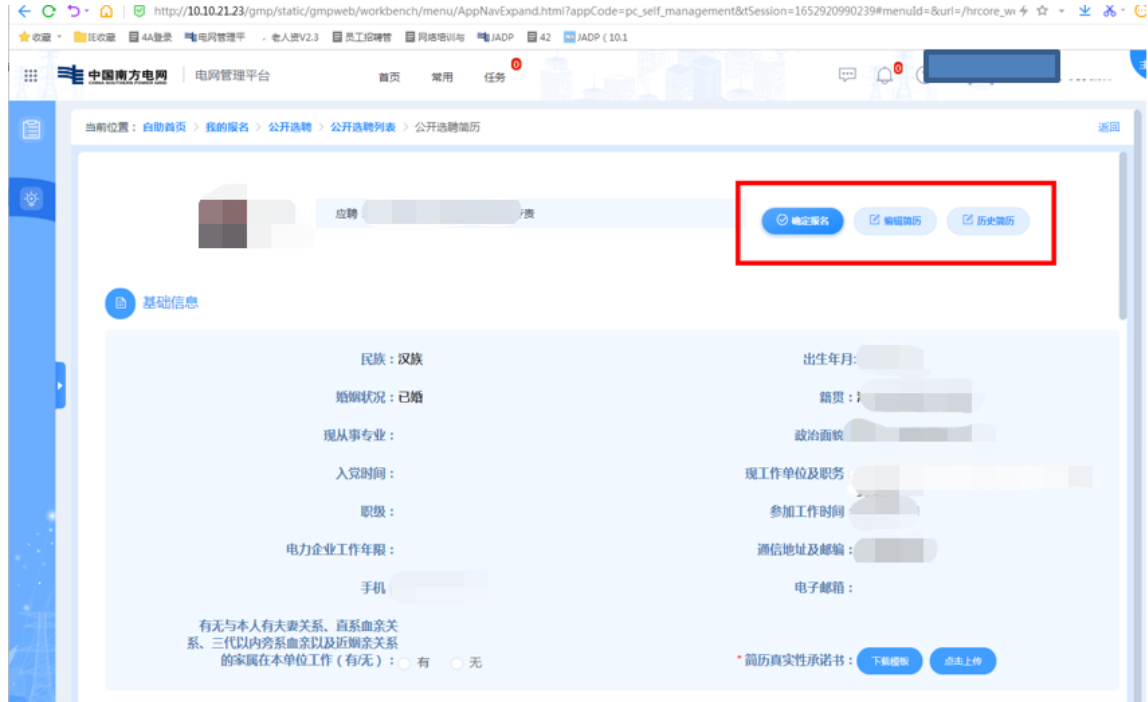 http://10.10.21.23/gmp/static/gmpweb/workbench/menu/AppNavExpand.html?appCode=pc_self_management&tSession=1652920990239#menuId=&url=/hrcore_w
收藏 IE收藏 4A登录 电网管理平 老人资V2.3 员工招聘管 网络培训与 JADP 42 JADP ( 10.1
中国南方电网 电网管理平台 首页 常用 任务 0 0
CHINA SOUTHERN POWER GRID
当前位置： 自助首页 > 我的报名 > 公开选聘 > 公开选聘列表 > 公开选聘简历 返回
应聘 责 确定报名 编辑简历 历史简历
基础信息
民族：汉族 出生年月:
婚姻状况：已婚 籍贯：
现从事专业： 政治面貌
入党时间： 现工作单位及职务
职级： 参加工作时间
电力企业工作年限： 通信地址及邮编：
手机 电子邮箱：
有无与本人有夫妻关系、直系血亲关
系、三代以内旁系血亲以及近姻亲关系
的家属在本单位工作（有/无）： 有 无 *简历真实性承诺书： 下载模板 点击上传